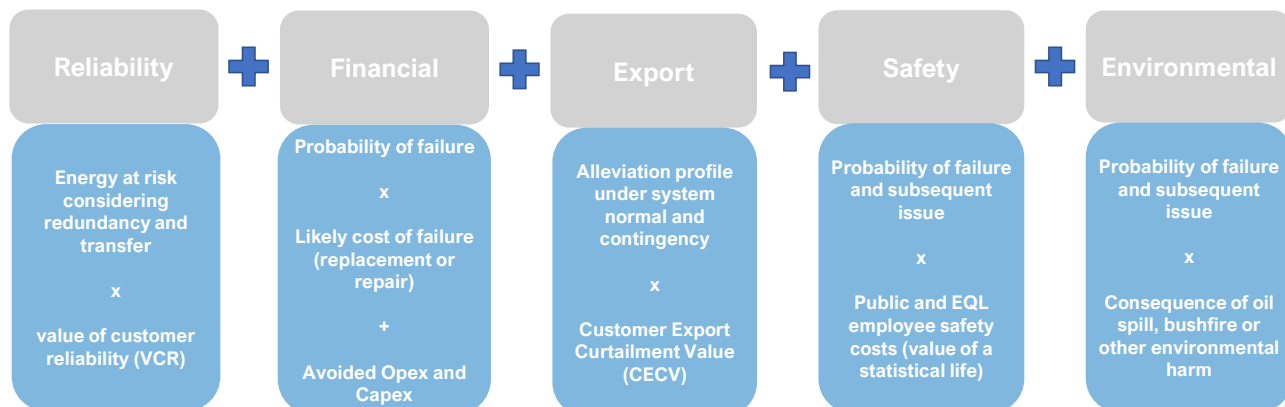 Reliability
Financial
Export
Safety
Environmental
Energy at risk
considering
redundancy and
transfer
x
value of customer
reliability (VCR)
Probability of failure
x
Likely cost of failure
(replacement or
repair)
+
Avoided Opex and
Capex
Alleviation profile
under system
normal and
contingency
x
Customer Export
Curtailment Value
(CECV)
Probability of failure
and subsequent
issue
x
Public and EQL
employee safety
costs (value of a
statistical life)
Probability of failure
and subsequent
issue
x
Consequence of oil
spill, bushfire or
other environmental
harm